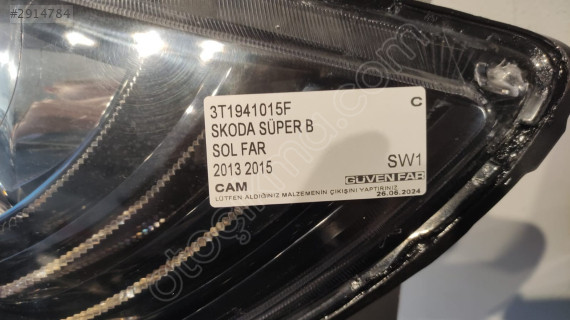 #2914784
3T1941015F
C
SKODA SÜPER B
SOL FAR
2013 2015
SW1
CAM
GÜVEN FAR
LÜTFEN ALDIĞINIZ MALZEMENİN ÇIKIŞINI YAPTIRINIZ
26.06.2024
otoçıkma.com